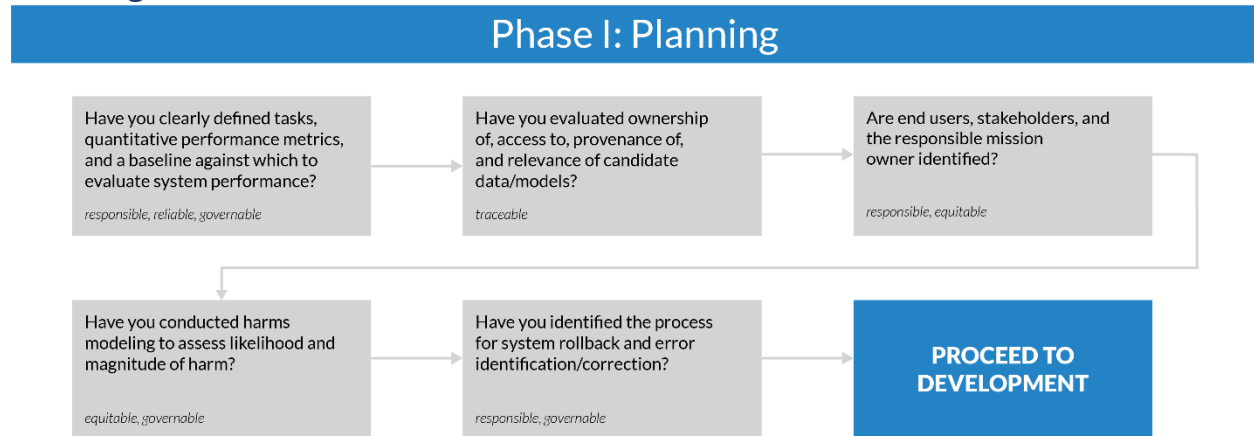 Phase I: Planning
Have you clearly defined tasks,
quantitative performance metrics,
and a baseline against which to
evaluate system performance?
responsible, reliable, governable
Have you evaluated ownership
of, access to, provenance of,
and relevance of candidate
data/models?
traceable
Are end users, stakeholders, and
the responsible mission
owner identified?
responsible, equitable
Have you conducted harms
modeling to assess likelihood and
magnitude of harm?
equitable, governable
Have you identified the process
for system rollback and error
identification/correction?
responsible, governable
PROCEED TO
DEVELOPMENT